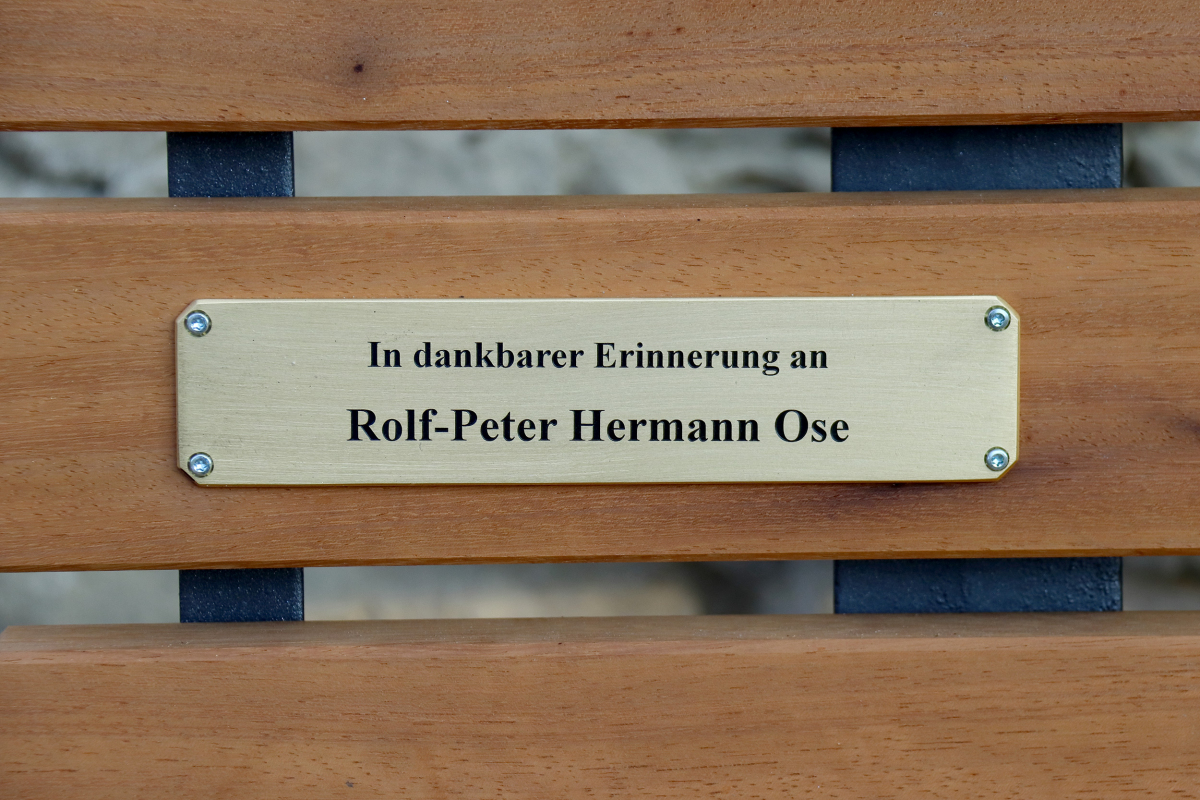 In dankbarer Erinnerung an
Rolf-Peter Hermann Ose